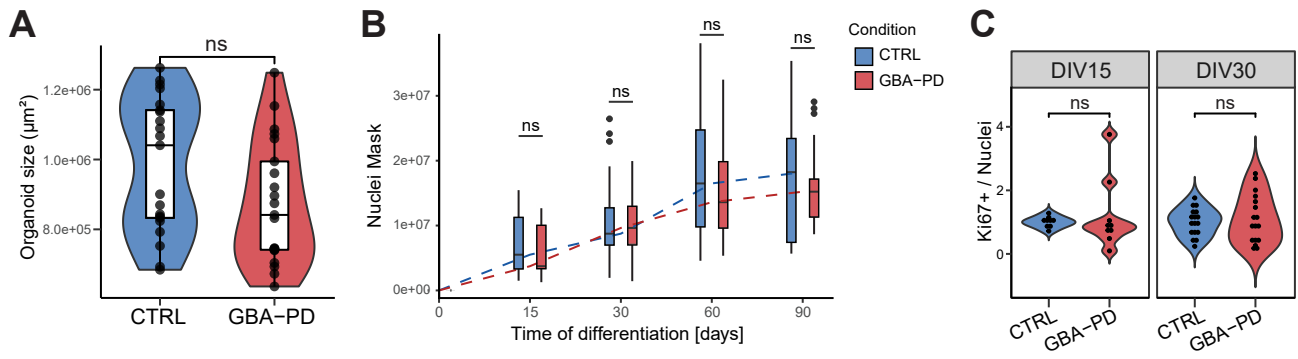 A
ns
Organoid size (μm²)
1.2e+06
1.0e+06
8.0e+05
CTRL
GBA−PD
B
Nuclei Mask
3e+07
2e+07
1e+07
0e+00
ns
ns
ns
ns
0
15
30
60
90
Time of differentiation [days]
Condition
CTRL
GBA−PD
C
DIV15
DIV30
Ki67+ / Nuclei
4
2
0
ns
ns
CTRL
GBA−PD
CTRL
GBA−PD